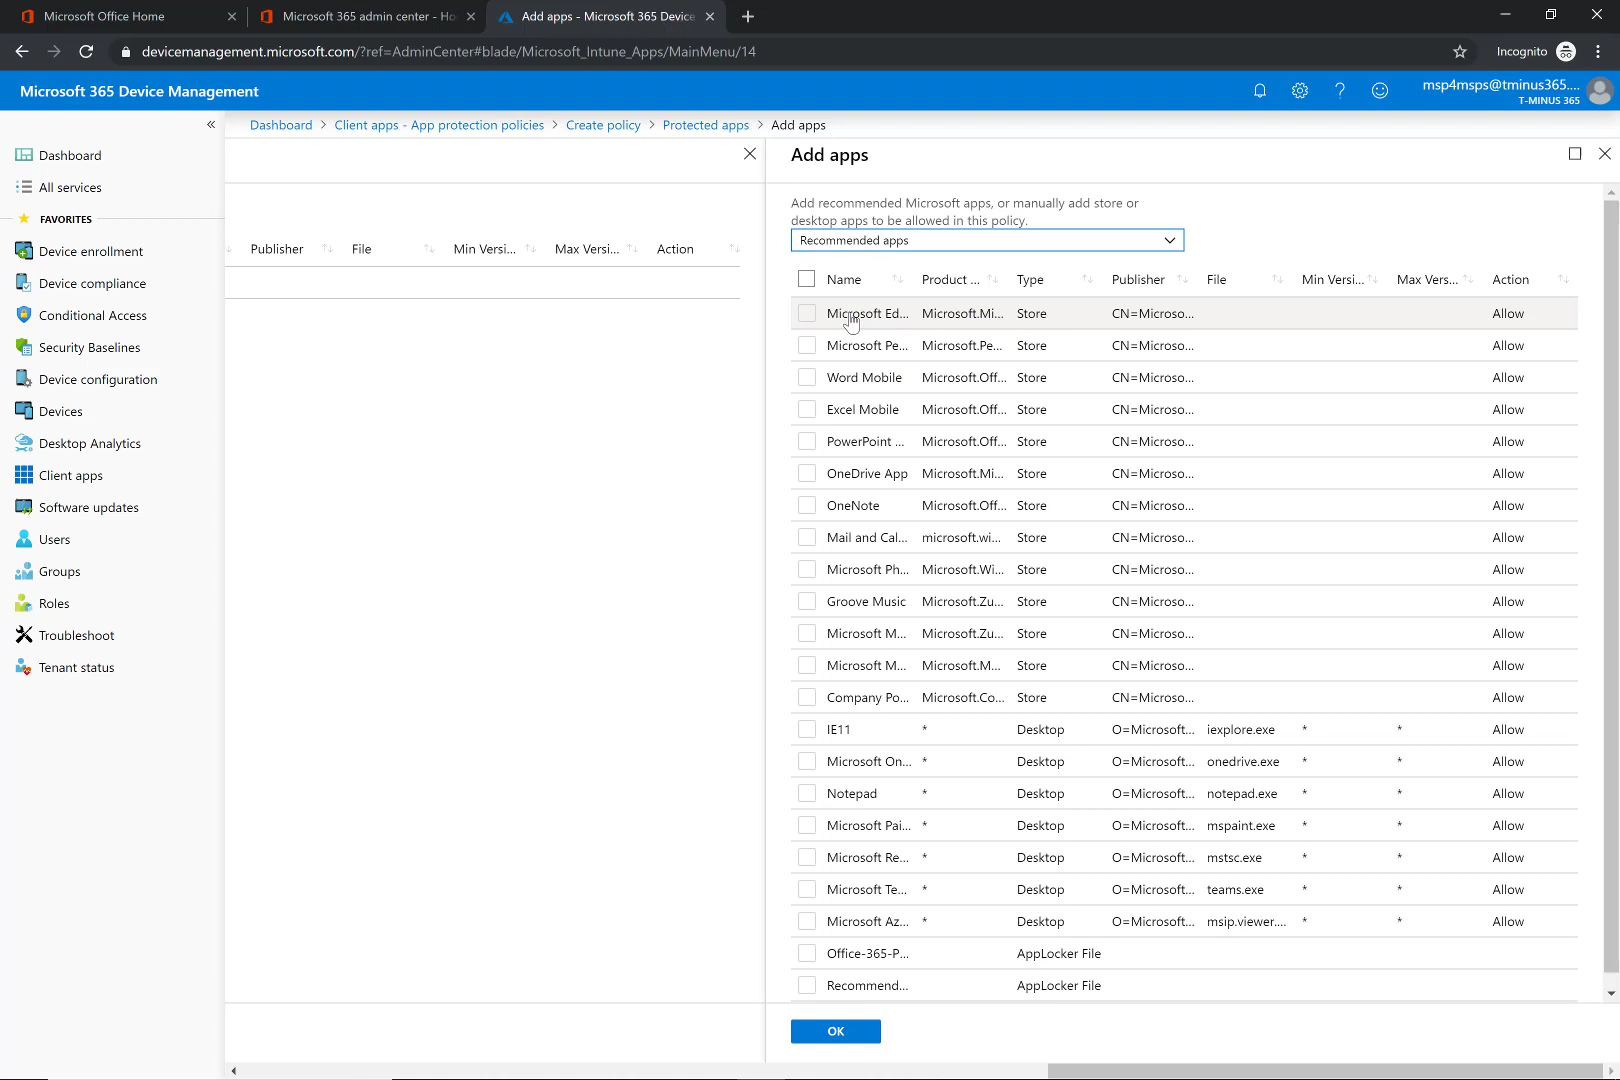 Microsoft Office Home
Microsoft 365 admin center - Ho
Add apps - Microsoft 365 Device
devicemanagement.microsoft.com/?ref=AdminCenter#blade/Microsoft_Intune_Apps/MainMenu/14
Incognito
Microsoft 365 Device Management
msp4msps@tminus365....
T-MINUS 365
Dashboard > Client apps - App protection policies > Create policy > Protected apps > Add apps
Dashboard
All services
FAVORITES
Device enrollment
Device compliance
Conditional Access
Security Baselines
Device configuration
Devices
Desktop Analytics
Client apps
Software updates
Users
Groups
Roles
Troubleshoot
Tenant status
Publisher File Min Versi... Max Versi... Action
Add apps
Add recommended Microsoft apps, or manually add store or
desktop apps to be allowed in this policy.
Recommended apps
Name Product ... Type Publisher File Min Versi... Max Vers... Action
Microsoft Ed... Microsoft.Mi... Store CN=Microso... Allow
Microsoft Pe... Microsoft.Pe... Store CN=Microso... Allow
Word Mobile Microsoft.Off... Store CN=Microso... Allow
Excel Mobile Microsoft.Off... Store CN=Microso... Allow
PowerPoint ... Microsoft.Off... Store CN=Microso... Allow
OneDrive App Microsoft.Mi... Store CN=Microso... Allow
OneNote Microsoft.Off... Store CN=Microso... Allow
Mail and Cal... microsoft.wi... Store CN=Microso... Allow
Microsoft Ph... Microsoft.Wi... Store CN=Microso... Allow
Groove Music Microsoft.Zu... Store CN=Microso... Allow
Microsoft M... Microsoft.Zu... Store CN=Microso... Allow
Microsoft M... Microsoft.M... Store CN=Microso... Allow
Company Po... Microsoft.Co... Store CN=Microso... Allow
IE11 * Desktop O=Microsoft... iexplore.exe * * Allow
Microsoft On... * Desktop O=Microsoft... onedrive.exe * * Allow
Notepad * Desktop O=Microsoft... notepad.exe * * Allow
Microsoft Pai... * Desktop O=Microsoft... mspaint.exe * * Allow
Microsoft Re... * Desktop O=Microsoft... mstsc.exe * * Allow
Microsoft Te... * Desktop O=Microsoft... teams.exe * * Allow
Microsoft Az... * Desktop O=Microsoft... msip.viewer.... * * Allow
Office-365-P... AppLocker File
Recommend... AppLocker File
OK